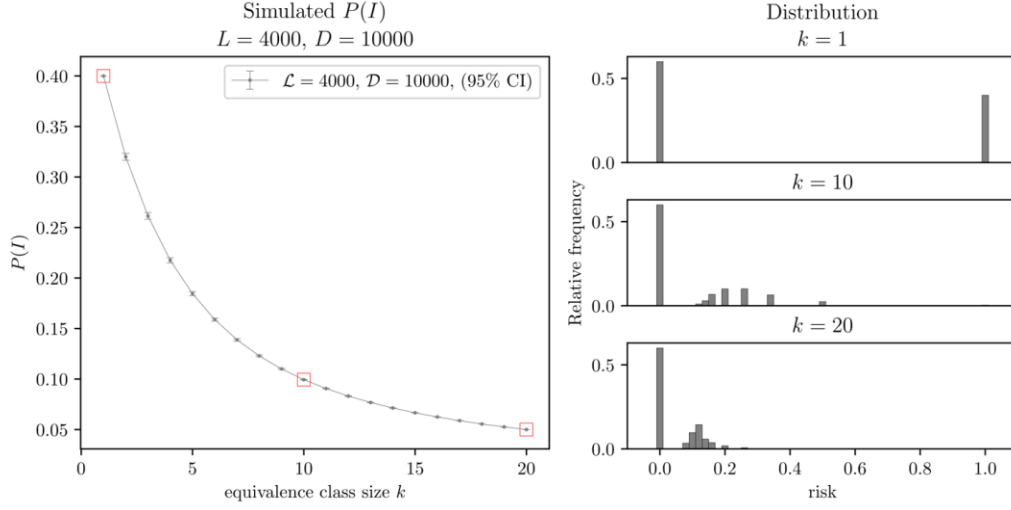 Simulated P(I)
L = 4000, D = 10000
0.40
0.35
0.30
0.25
0.20
0.15
0.10
0.05
P(I)
ℒ = 4000, 𝒟 = 10000, (95% CI)
0
5
10
15
20
equivalence class size k
Distribution
k = 1
0.5
0.0
k = 10
0.5
0.0
Relative frequency
k = 20
0.5
0.0
0.0
0.2
0.4
0.6
0.8
1.0
risk